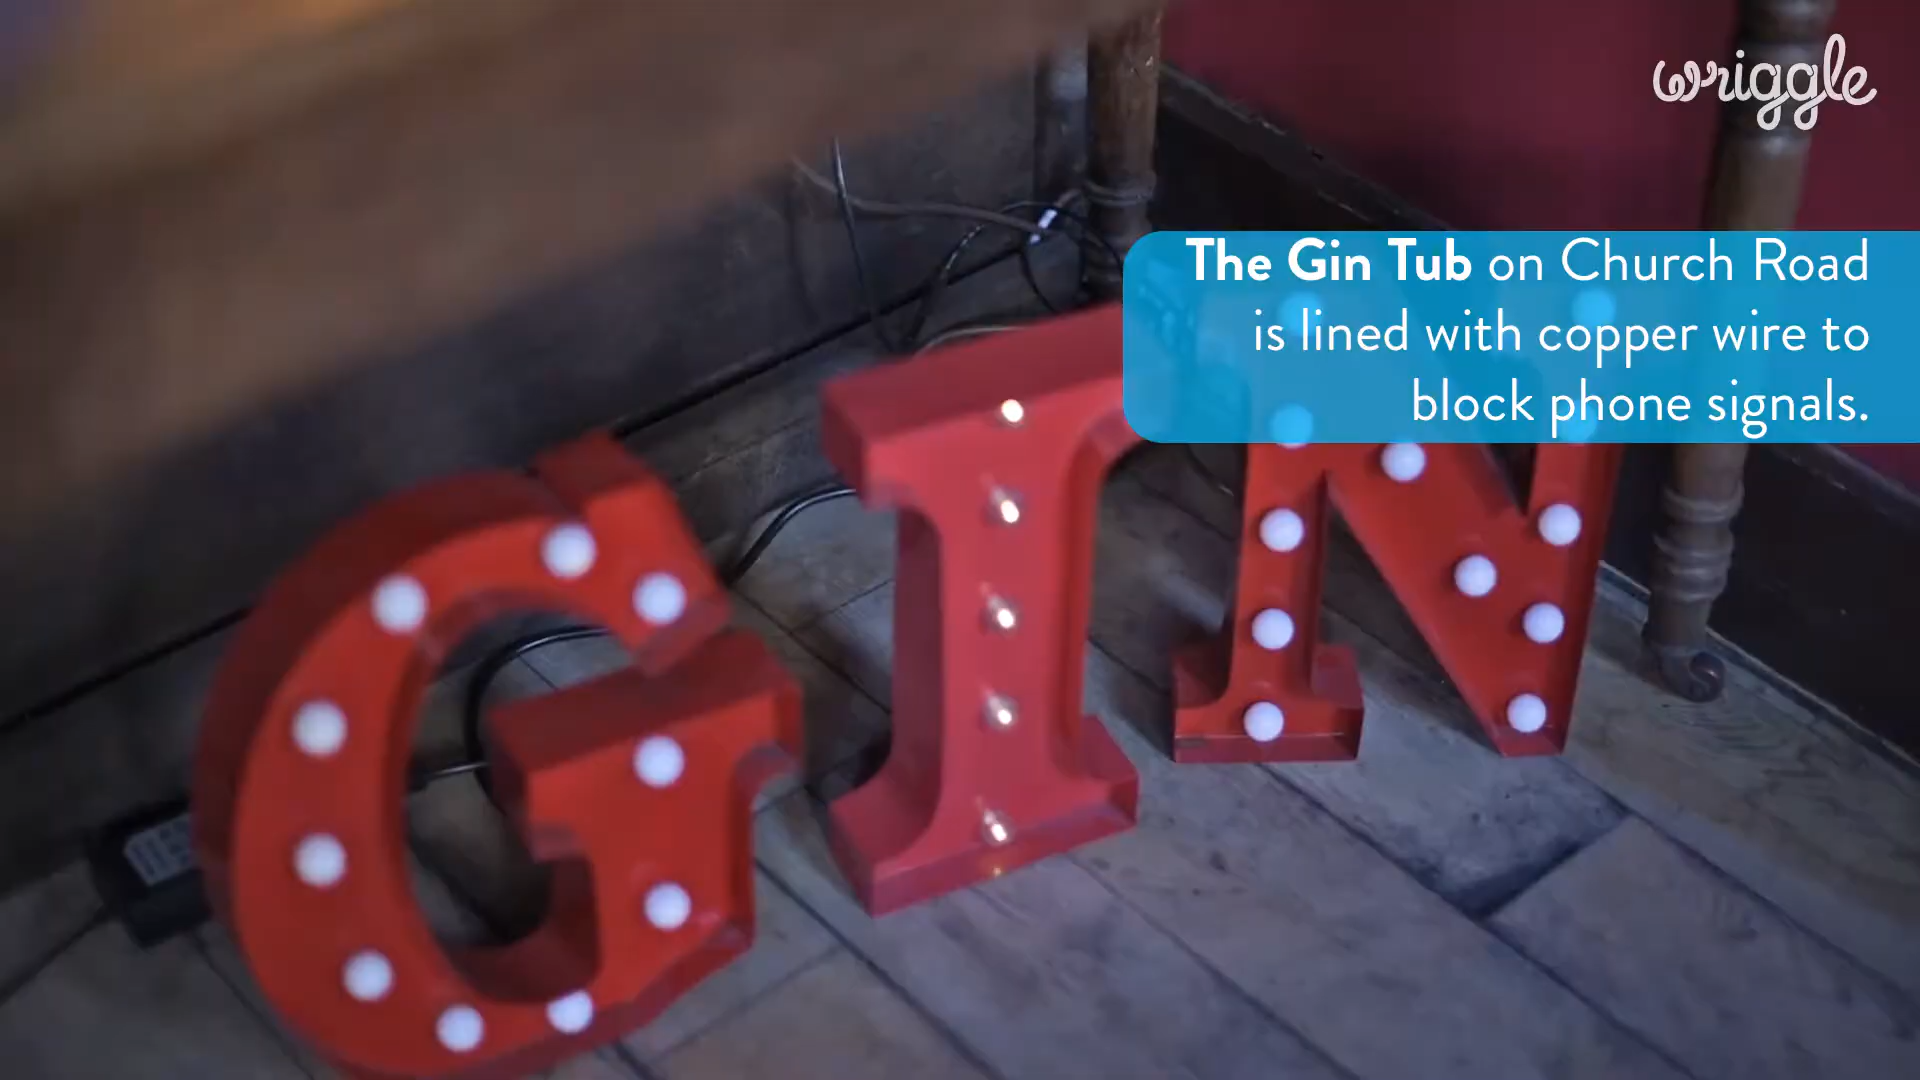 wriggle
The Gin Tub on Church Road
is lined with copper wire to
block phone signals.
GIN